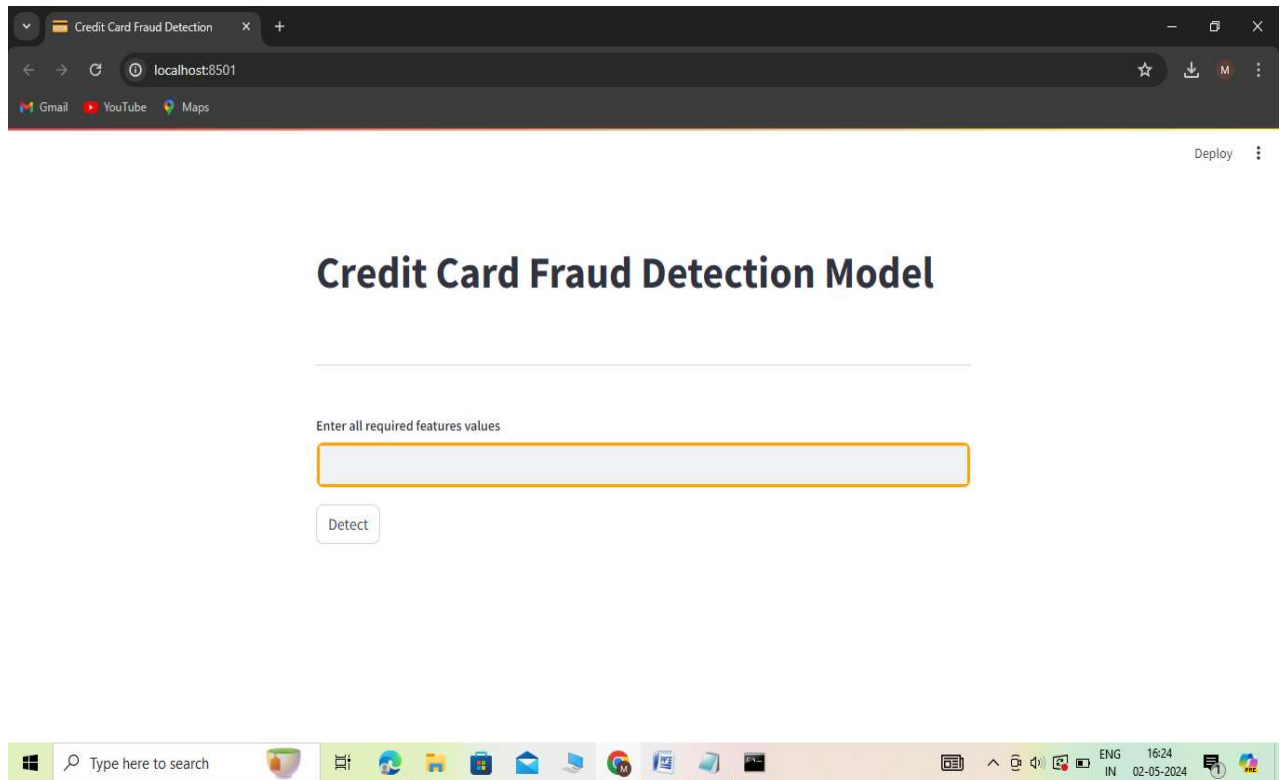 Credit Card Fraud Detection
localhost:8501
M
Gmail YouTube Maps
Deploy
Credit Card Fraud Detection Model
Enter all required features values
Detect
Type here to search
ENG
IN
16:24
02-05-2024